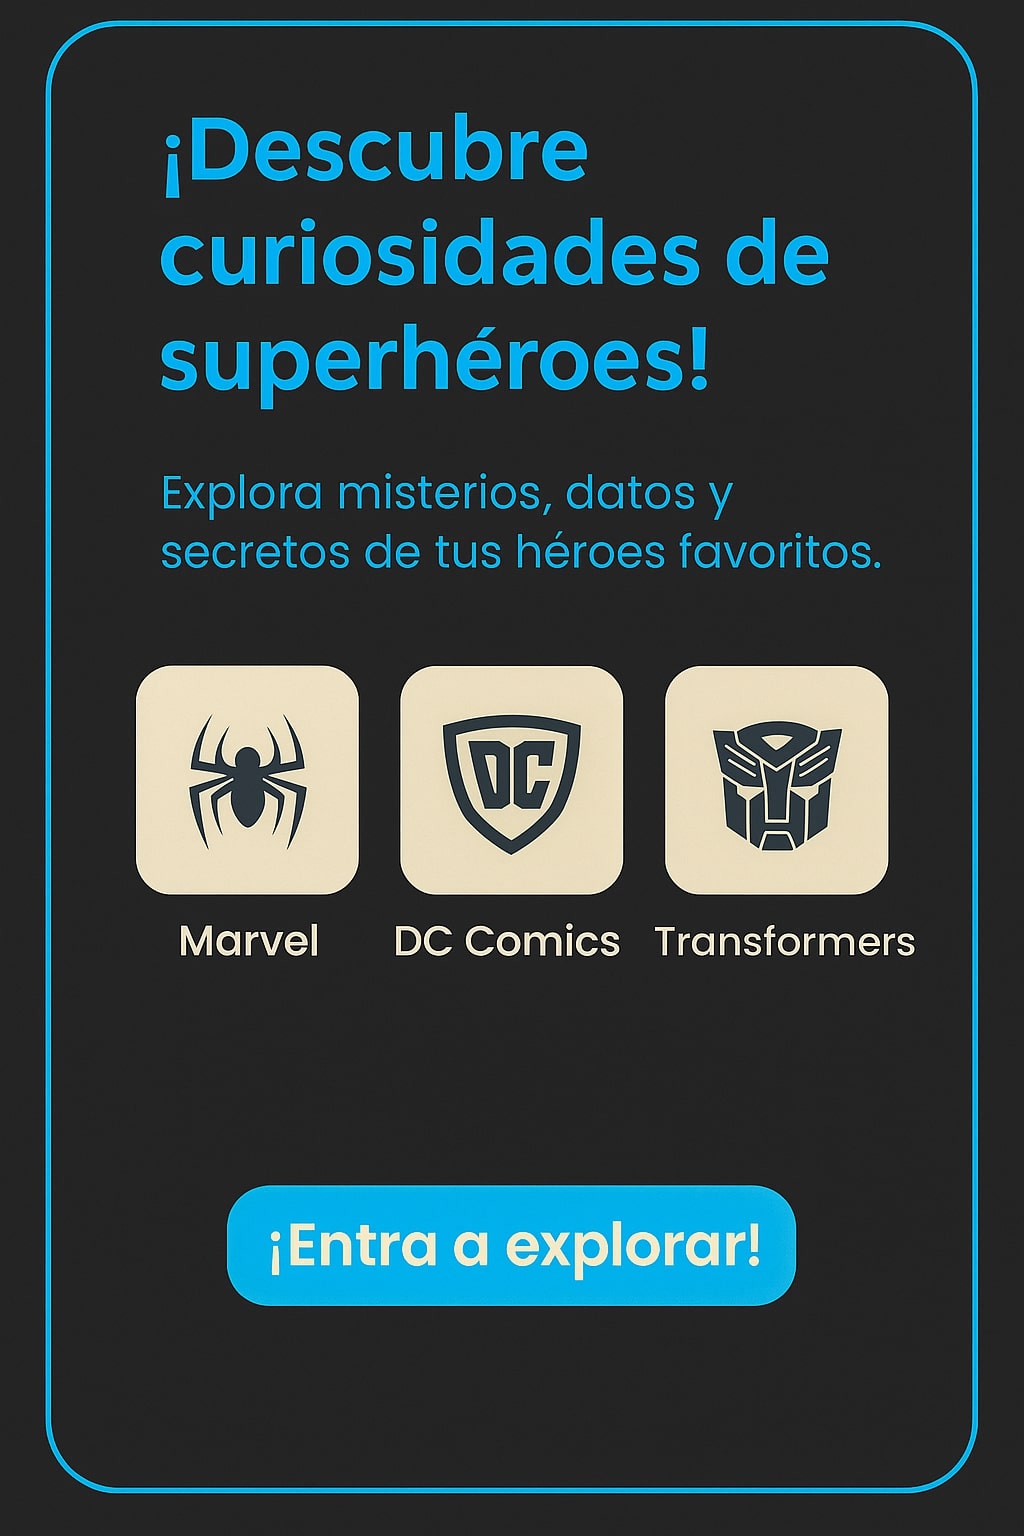 ¡Descubre
curiosidades de
superhéroes!
Explora misterios, datos y
secretos de tus héroes favoritos.
DC
Marvel
DC Comics
Transformers
¡Entra a explorar!